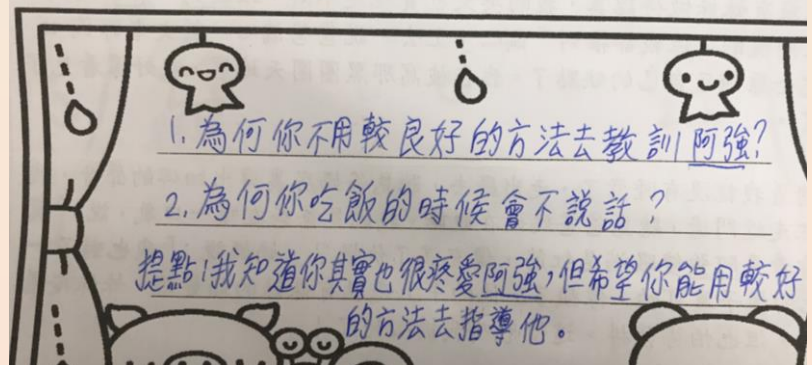 1. 為何你不用較良好的方法去教訓阿強?
2. 為何你吃飯的時候會不説話?
提點:我知道你其實也很疼愛阿強,但希望你能用較好
的方法去指導他。